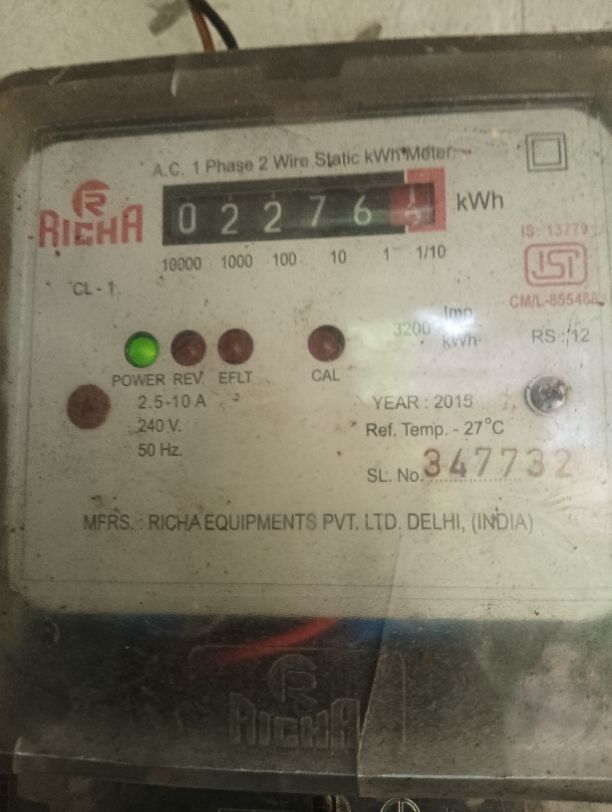 A.C. 1 Phase 2 Wire Static kWh Meter
RICHA
0 2 2 7 6 kWh
10000 1000 100 10 1 1/10
IS: 13779
ISI
CL - 1
3200 Imp
kWh
RS : 12
POWER REV EFLT CAL
2.5-10 A
240 V.
50 Hz.
YEAR : 2015
Ref. Temp. - 27°C
SL. No. 347732
MFRS. : RICHA EQUIPMENTS PVT. LTD. DELHI, (INDIA)
RICHA